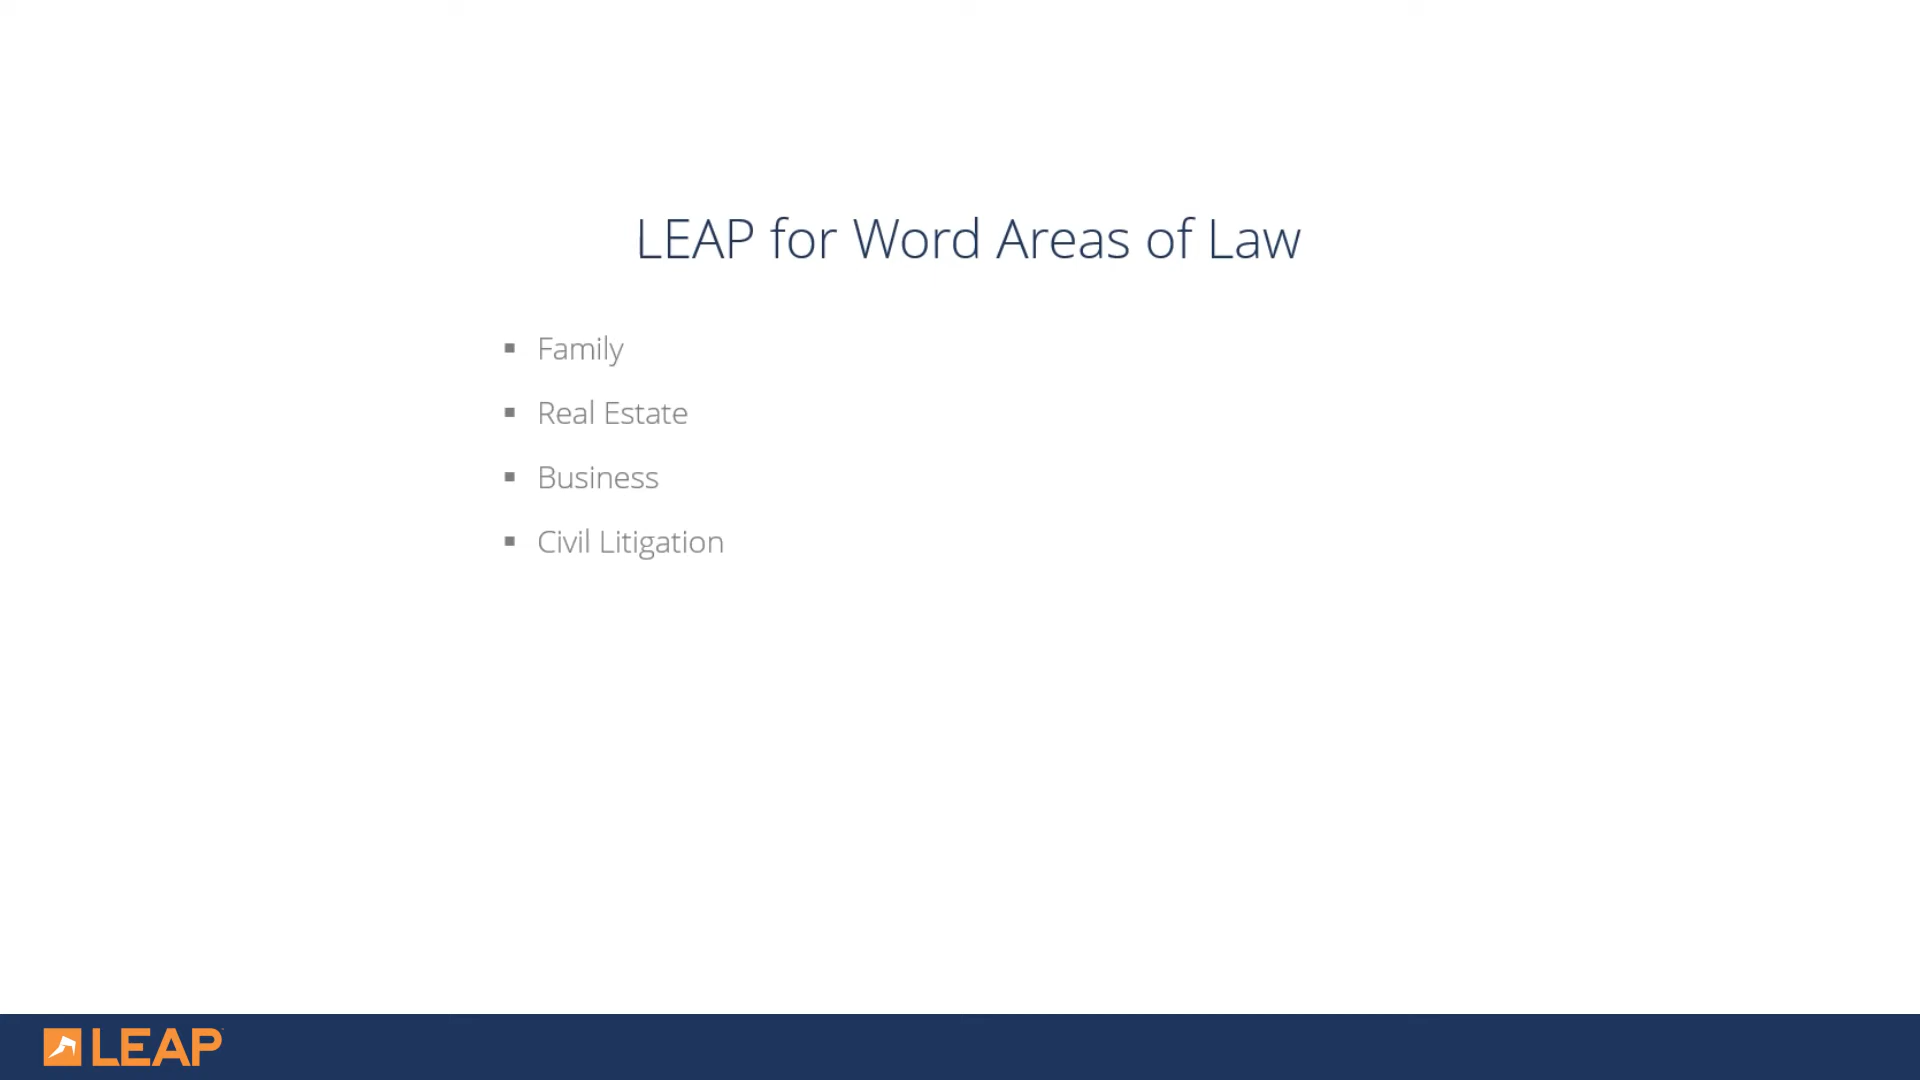 LEAP for Word Areas of Law
▪ Family
▪ Real Estate
▪ Business
▪ Civil Litigation
LEAP